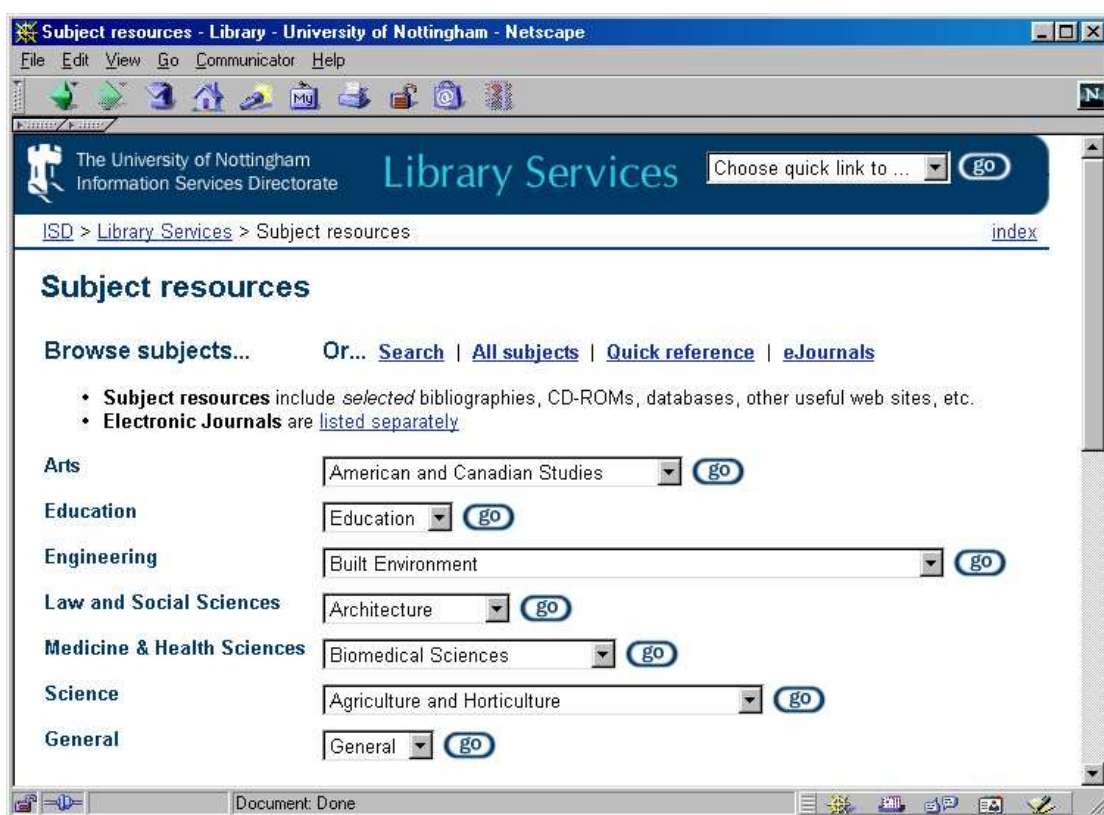 Subject resources - Library - University of Nottingham - Netscape
File Edit View Go Communicator Help
My
N
The University of Nottingham
Information Services Directorate
Library Services
Choose quick link to ... go
ISD > Library Services > Subject resources index
Subject resources
Browse subjects... Or... Search | All subjects | Quick reference | eJournals
• Subject resources include selected bibliographies, CD-ROMs, databases, other useful web sites, etc.
• Electronic Journals are listed separately
Arts American and Canadian Studies go
Education Education go
Engineering Built Environment go
Law and Social Sciences Architecture go
Medicine & Health Sciences Biomedical Sciences go
Science Agriculture and Horticulture go
General General go
Document: Done